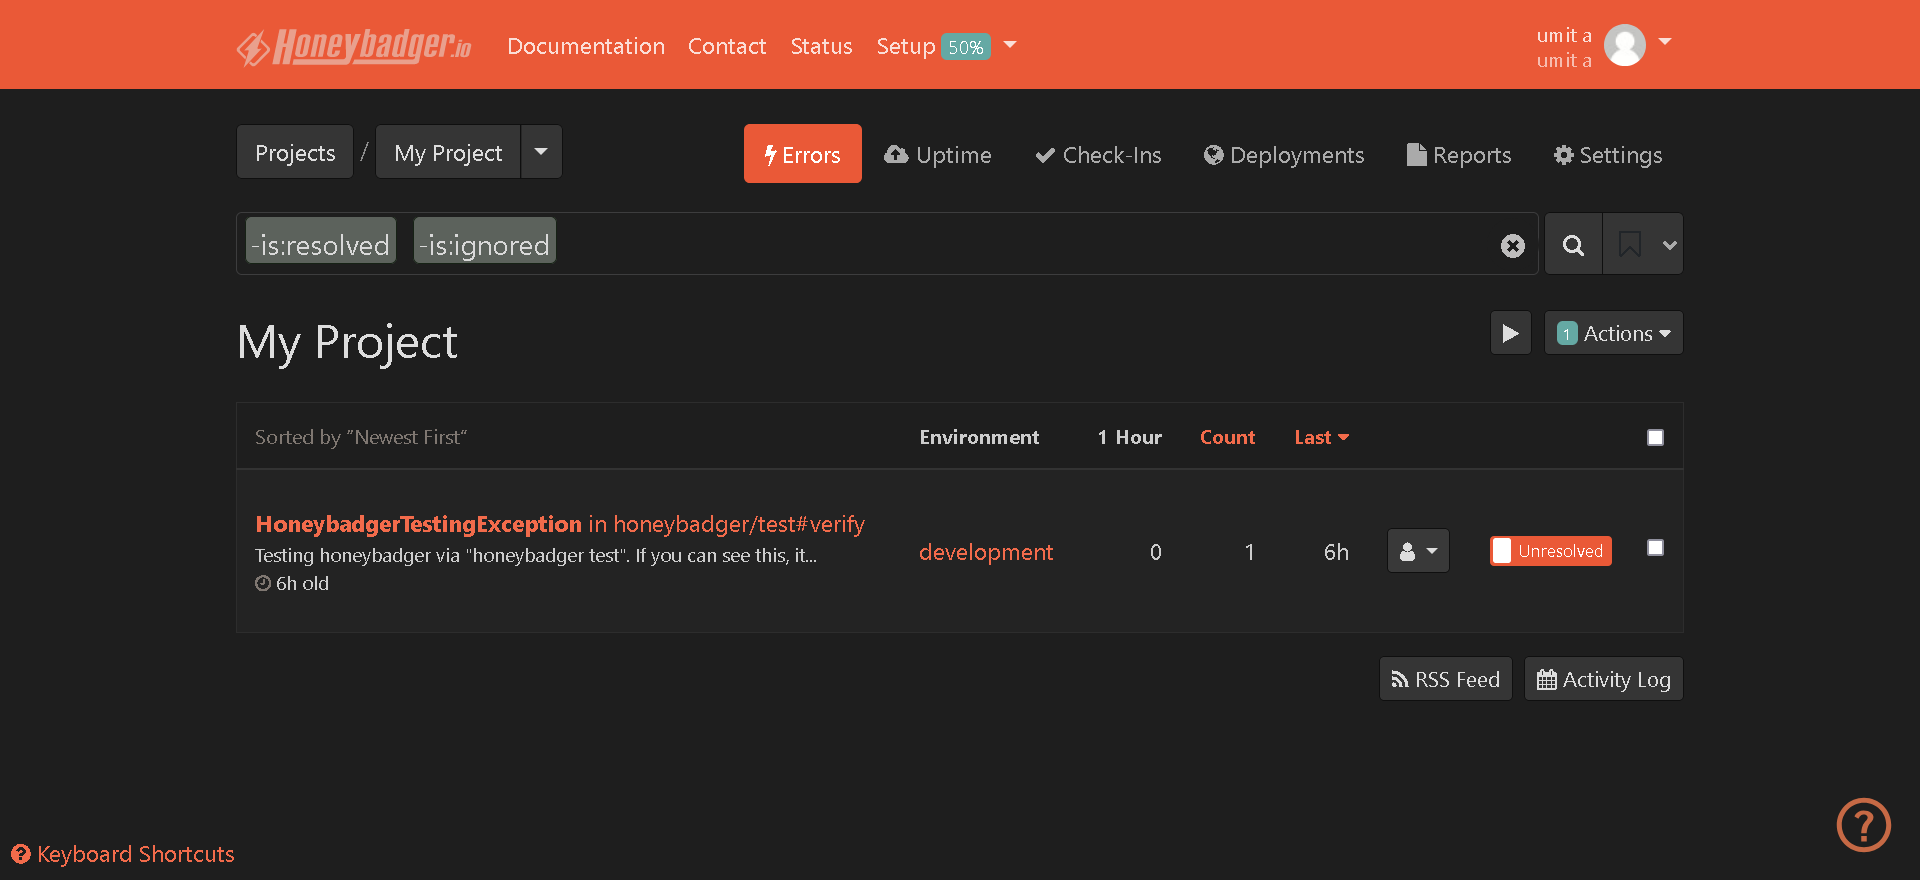 Honeybadger.io Documentation Contact Status Setup 50% umit a
umit a
Projects / My Project Errors Uptime Check-Ins Deployments Reports Settings
-is:resolved -is:ignored
My Project 1 Actions
Sorted by "Newest First" Environment 1 Hour Count Last
HoneybadgerTestingException in honeybadger/test#verify
Testing honeybadger via "honeybadger test". If you can see this, it...
6h old
development 0 1 6h Unresolved
RSS Feed Activity Log
? Keyboard Shortcuts ?